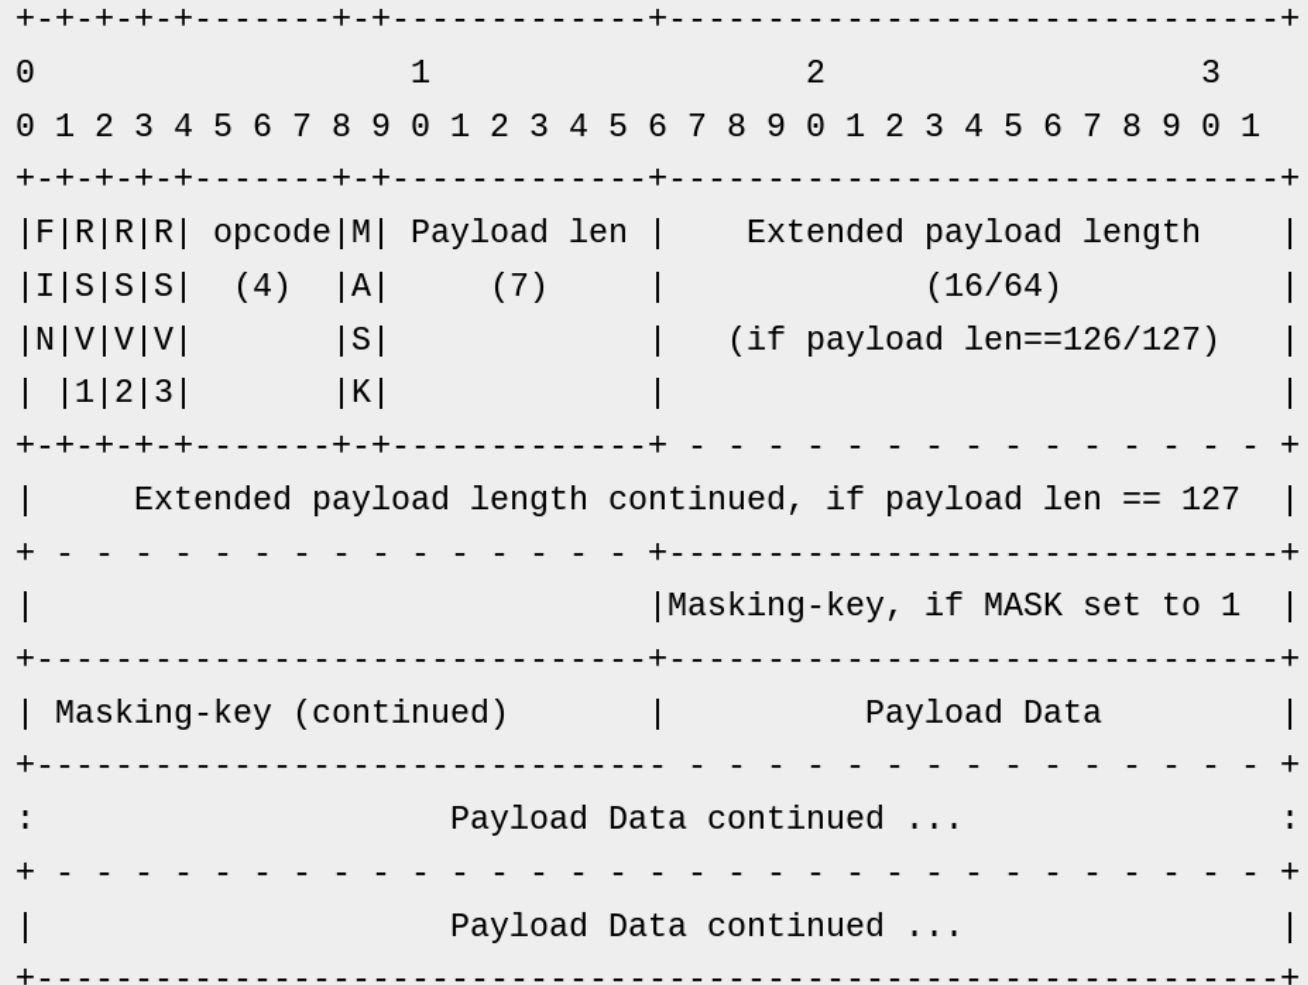 +-+-+-+-+-------+-+-------------+-------------------------------+
0                   1                   2                   3
0 1 2 3 4 5 6 7 8 9 0 1 2 3 4 5 6 7 8 9 0 1 2 3 4 5 6 7 8 9 0 1
+-+-+-+-+-------+-+-------------+-------------------------------+
|F|R|R|R| opcode|M| Payload len |    Extended payload length    |
|I|S|S|S|  (4)  |A|     (7)     |             (16/64)           |
|N|V|V|V|       |S|             |   (if payload len==126/127)   |
| |1|2|3|       |K|             |                               |
+-+-+-+-+-------+-+-------------+ - - - - - - - - - - - - - - - +
|     Extended payload length continued, if payload len == 127  |
+ - - - - - - - - - - - - - - - +-------------------------------+
|                               |Masking-key, if MASK set to 1  |
+-------------------------------+-------------------------------+
| Masking-key (continued)       |          Payload Data         |
+-------------------------------- - - - - - - - - - - - - - - - +
:                     Payload Data continued ...                :
+ - - - - - - - - - - - - - - - - - - - - - - - - - - - - - - - +
|                     Payload Data continued ...                |
+---------------------------------------------------------------+